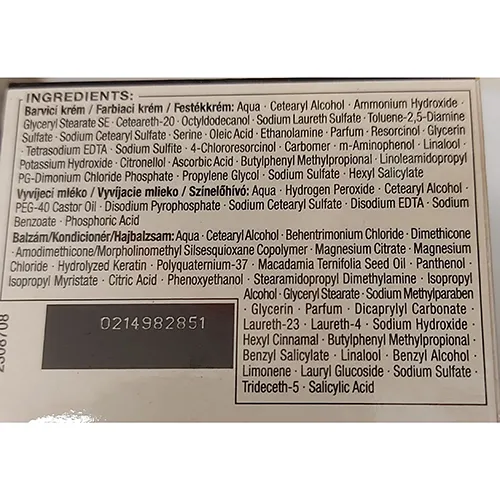 INGREDIENTS:
Barvicí krém / Farbiaci krém / Festékkrém: Aqua · Cetearyl Alcohol · Ammonium Hydroxide ·
Glyceryl Stearate SE · Ceteareth-20 · Octyldodecanol · Sodium Laureth Sulfate · Toluene-2,5-Diamine
Sulfate · Sodium Cetearyl Sulfate · Serine · Oleic Acid · Ethanolamine · Parfum · Resorcinol · Glycerin
· Tetrasodium EDTA · Sodium Sulfite · 4-Chlororesorcinol · Carbomer · m-Aminophenol · Linalool ·
Potassium Hydroxide · Citronellol · Ascorbic Acid · Butylphenyl Methylpropional · Linoleamidopropyl
PG-Dimonium Chloride Phosphate · Propylene Glycol · Sodium Sulfate · Hexyl Salicylate
Vyvíjecí mléko / Vyvíjacie mlieko / Színelőhívó: Aqua · Hydrogen Peroxide · Cetearyl Alcohol ·
PEG-40 Castor Oil · Disodium Pyrophosphate · Sodium Cetearyl Sulfate · Disodium EDTA · Sodium
Benzoate · Phosphoric Acid
Balzám/Kondicionér/Hajbalzsam: Aqua · Cetearyl Alcohol · Behentrimonium Chloride · Dimethicone
· Amodimethicone/Morpholinomethyl Silsesquioxane Copolymer · Magnesium Citrate · Magnesium
Chloride · Hydrolyzed Keratin · Polyquaternium-37 · Macadamia Ternifolia Seed Oil · Panthenol ·
Isopropyl Myristate · Citric Acid · Phenoxyethanol · Stearamidopropyl Dimethylamine · Isopropyl
Alcohol · Glyceryl Stearate · Sodium Methylparaben
· Glycerin · Parfum · Dicaprylyl Carbonate ·
Laureth-23 · Laureth-4 · Sodium Hydroxide ·
Hexyl Cinnamal · Butylphenyl Methylpropional ·
Benzyl Salicylate · Linalool · Benzyl Alcohol ·
Limonene · Lauryl Glucoside · Sodium Sulfate ·
Trideceth-5 · Salicylic Acid
0214982851
2308708